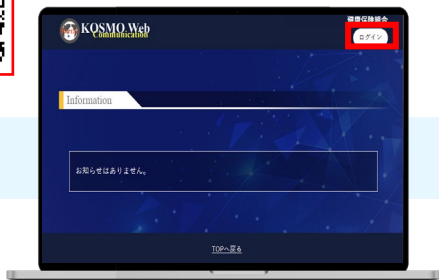 KOSMO Web
Communication
健康保険組合
ログイン
Information
お知らせはありません。
TOPへ戻る